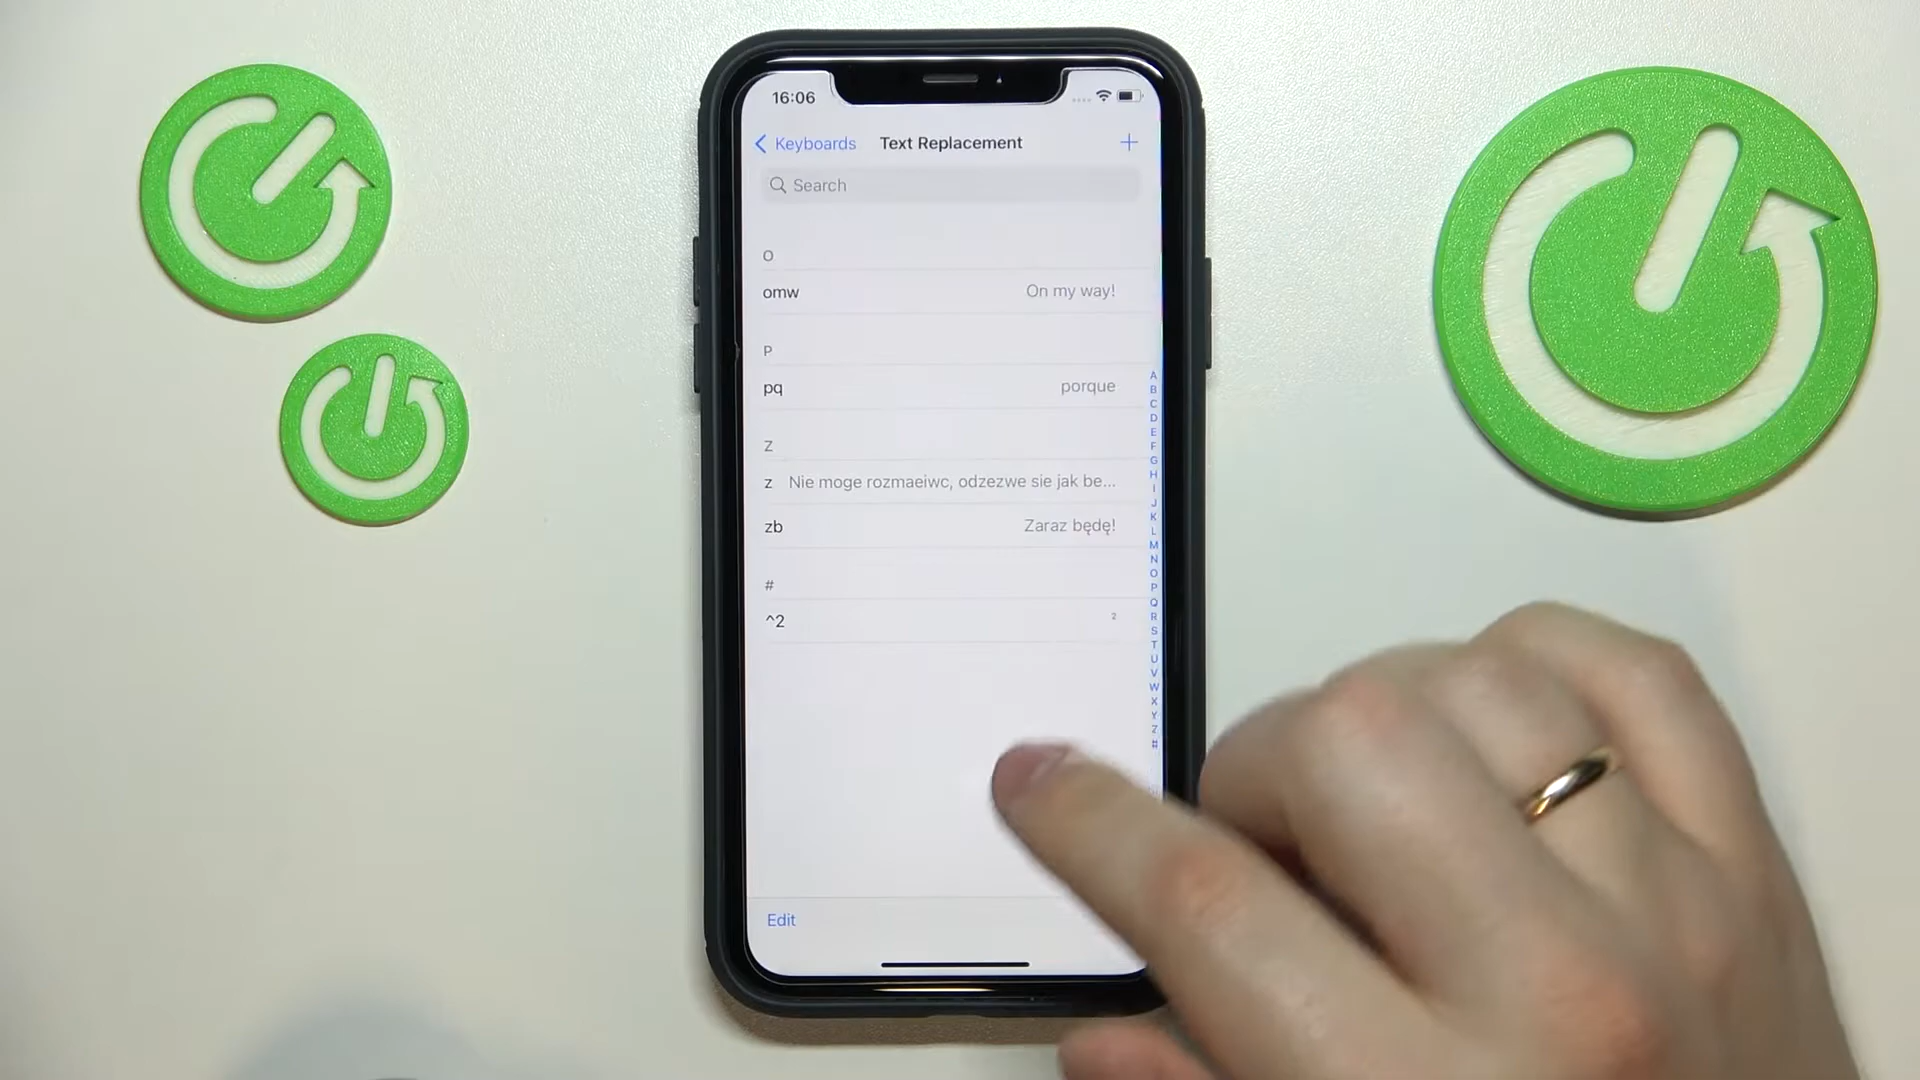 16:06
Keyboards Text Replacement +
Search
O
omw On my way!
P
pq porque
Z
z Nie moge rozmaeiwc, odzezwe sie jak be...
zb Zaraz będę!
#
^2 ²
A
B
C
D
E
F
G
H
I
J
K
L
M
N
O
P
Q
R
S
T
U
V
W
X
Y
Z
#
Edit